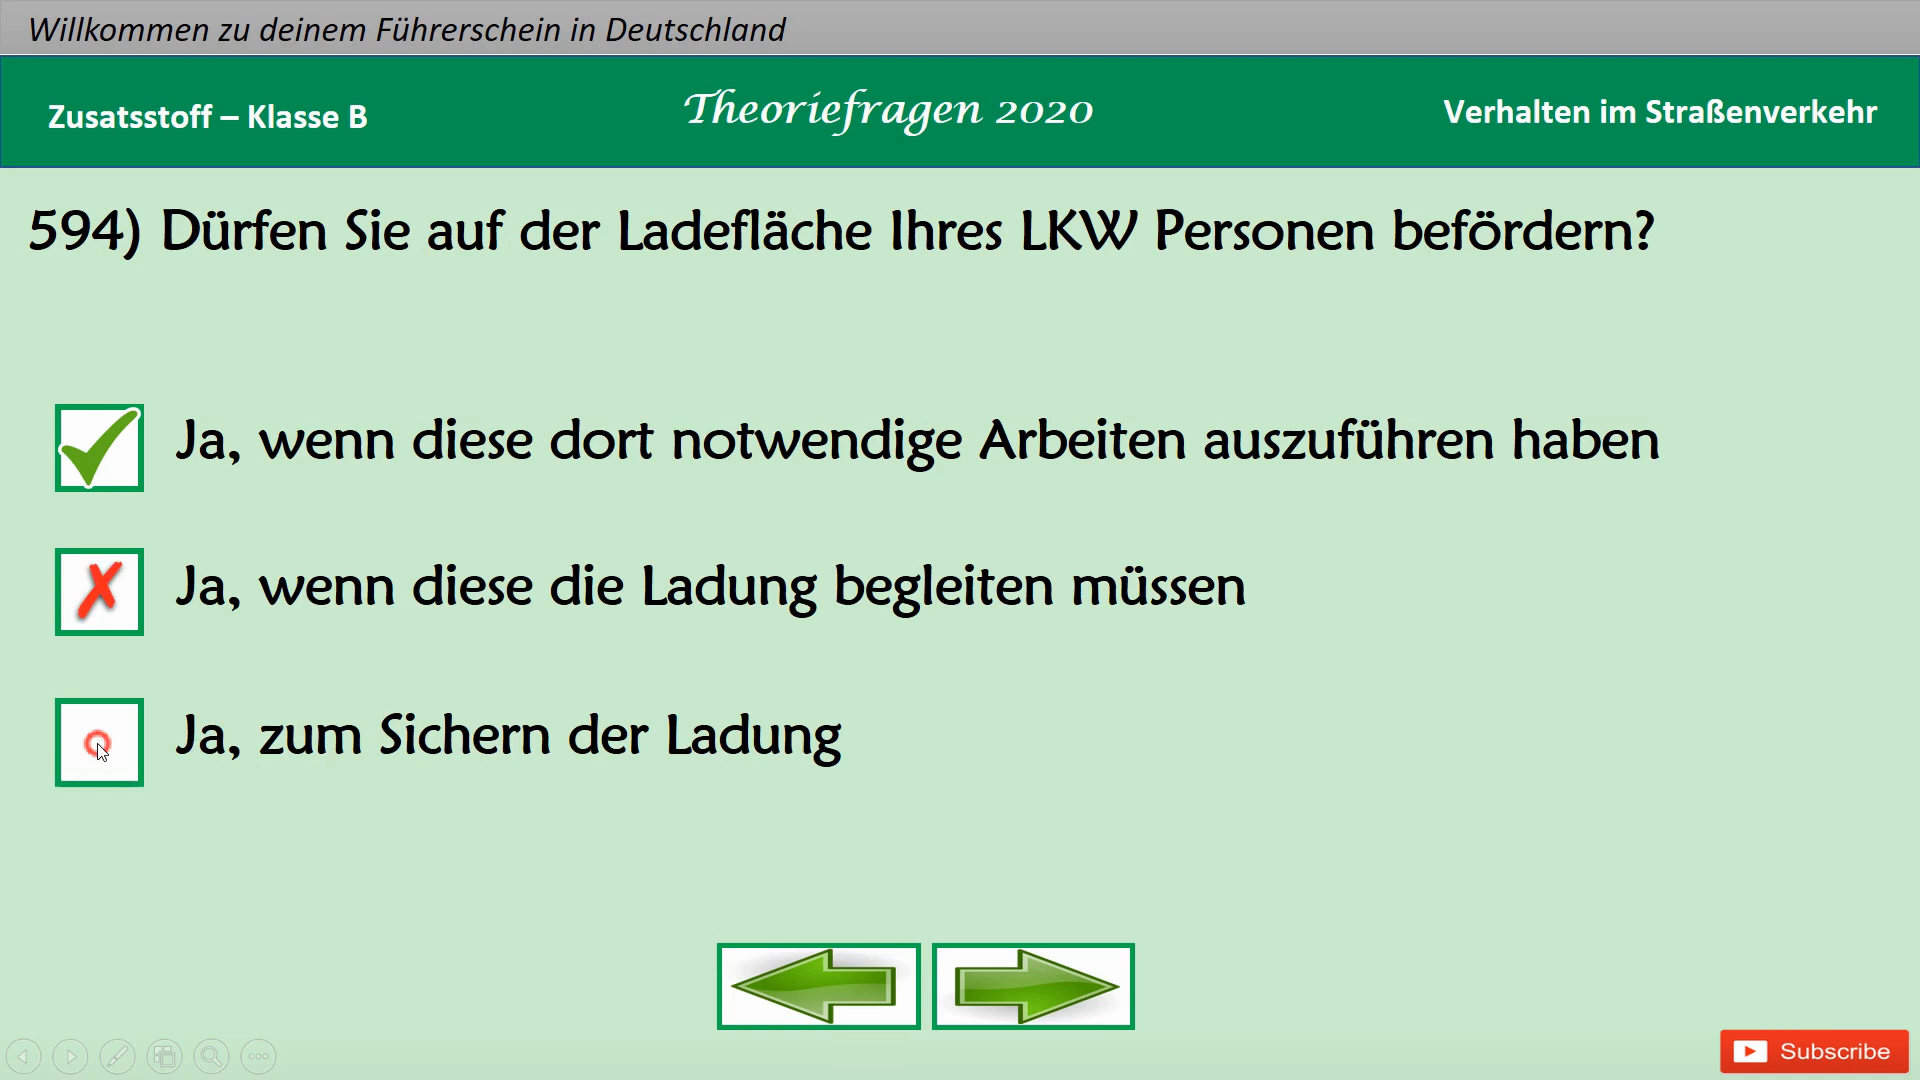 Willkommen zu deinem Führerschein in Deutschland
Zusatsstoff – Klasse B
Theoriefragen 2020
Verhalten im Straßenverkehr
594) Dürfen Sie auf der Ladefläche Ihres LKW Personen befördern?
Ja, wenn diese dort notwendige Arbeiten auszuführen haben
Ja, wenn diese die Ladung begleiten müssen
Ja, zum Sichern der Ladung
Subscribe